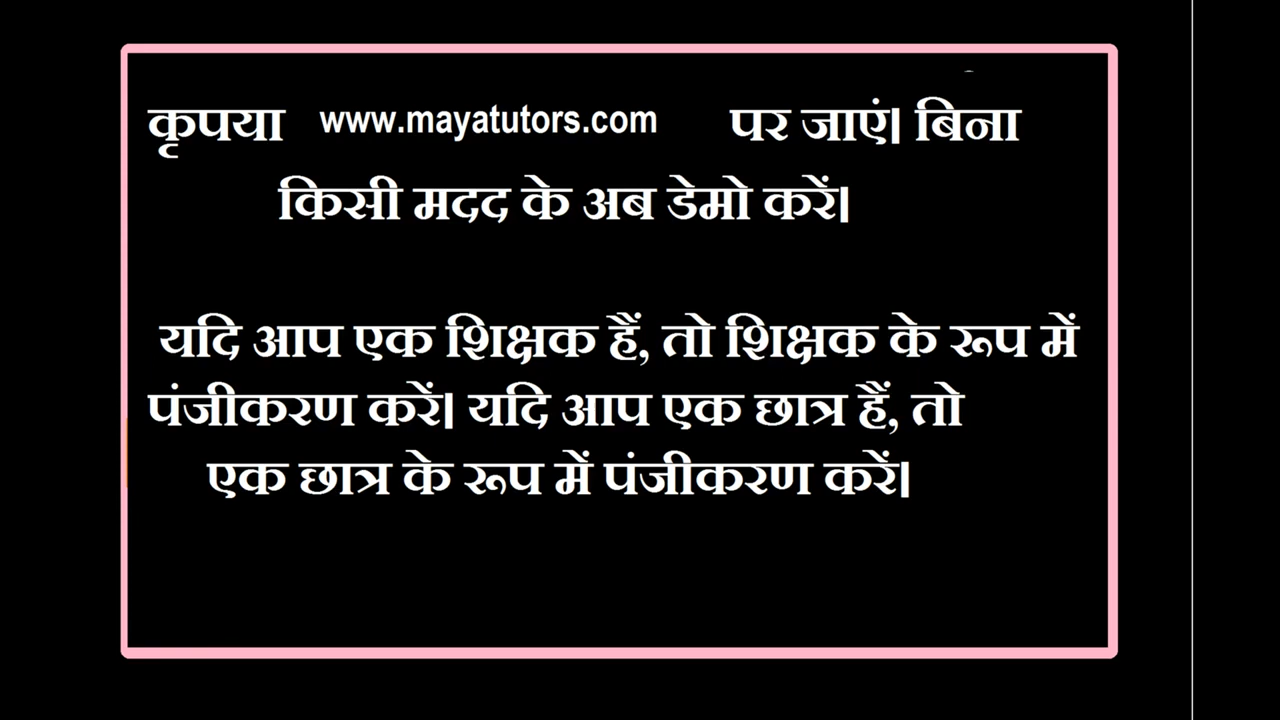 कृपया www.mayatutors.com पर जाएं। बिना
किसी मदद के अब डेमो करें।
यदि आप एक शिक्षक हैं, तो शिक्षक के रूप में
पंजीकरण करें। यदि आप एक छात्र हैं, तो
एक छात्र के रूप में पंजीकरण करें।